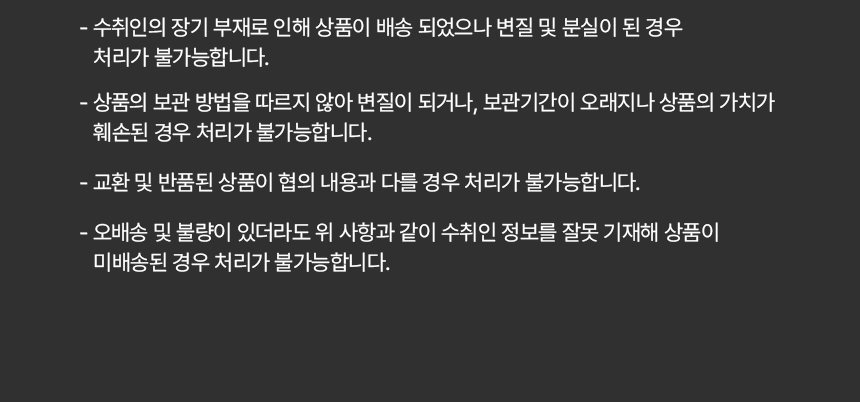 - 수취인의 장기 부재로 인해 상품이 배송 되었으나 변질 및 분실이 된 경우
처리가 불가능합니다.
- 상품의 보관 방법을 따르지 않아 변질이 되거나, 보관기간이 오래지나 상품의 가치가
훼손된 경우 처리가 불가능합니다.
- 교환 및 반품된 상품이 협의 내용과 다를 경우 처리가 불가능합니다.
- 오배송 및 불량이 있더라도 위 사항과 같이 수취인 정보를 잘못 기재해 상품이
미배송된 경우 처리가 불가능합니다.